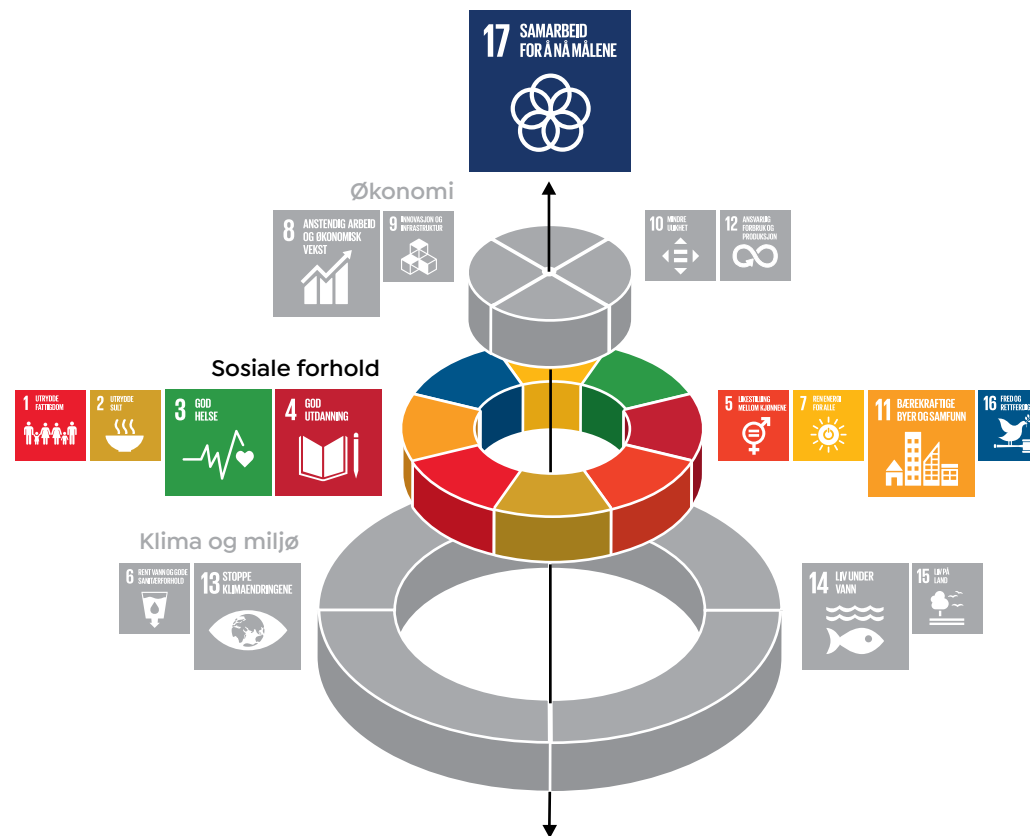 17 SAMARBEID
FOR Å NÅ MÅLENE
Økonomi
8 ANSTENDIG ARBEID
OG ØKONOMISK
VEKST
9 INNOVASJON OG
INFRASTRUKTUR
10 MINDRE
ULIKHET
12 ANSVARLIG
FORBRUK OG
PRODUKSJON
Sosiale forhold
1 UTRYDDE
FATTIGDOM
2 UTRYDDE
SULT
3 GOD
HELSE
4 GOD
UTDANNING
5 LIKESTILLING
MELLOM KJØNNENE
7 REN ENERGI
FOR ALLE
11 BÆREKRAFTIGE
BYER OG SAMFUNN
16 FRED OG
Klima og miljø
6 RENT VANN OG GODE
SANITÆRFORHOLD
13 STOPPE
KLIMAENDRINGENE
14 LIV UNDER
VANN
15 LIV PÅ
LAND